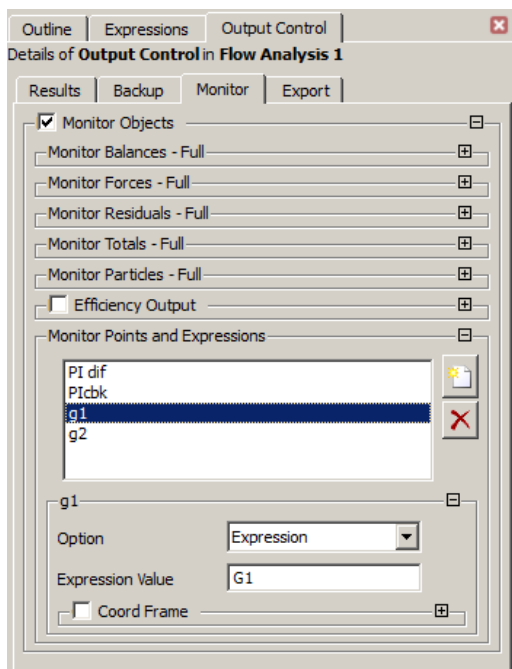 Outline Expressions Output Control
Details of Output Control in Flow Analysis 1
Results Backup Monitor Export
Monitor Objects
Monitor Balances - Full
Monitor Forces - Full
Monitor Residuals - Full
Monitor Totals - Full
Monitor Particles - Full
Efficiency Output
Monitor Points and Expressions
PI dif
PIcbk
g1
g2
g1
Option Expression
Expression Value G1
Coord Frame